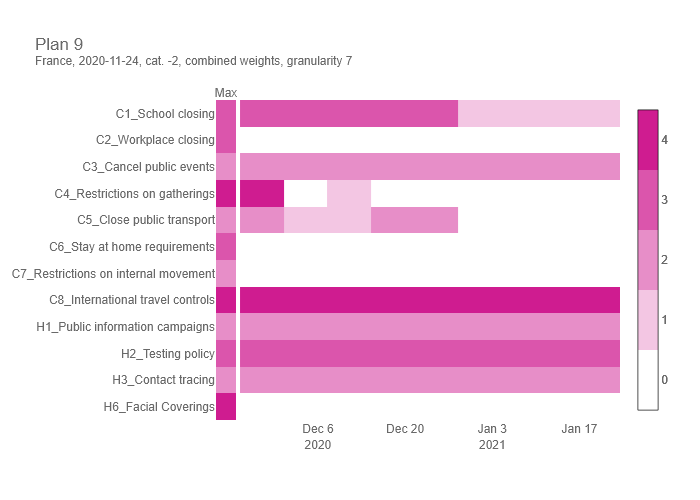 Plan 9
France, 2020-11-24, cat. -2, combined weights, granularity 7
Max
C1_School closing
C2_Workplace closing
C3_Cancel public events
C4_Restrictions on gatherings
C5_Close public transport
C6_Stay at home requirements
C7_Restrictions on internal movement
C8_International travel controls
H1_Public information campaigns
H2_Testing policy
H3_Contact tracing
H6_Facial Coverings
Dec 6 Dec 20 Jan 3 Jan 17
2020 2021
4
3
2
1
0